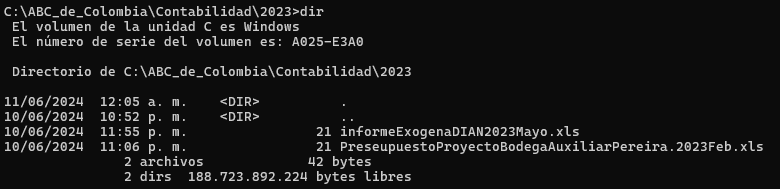 C:\ABC_de_Colombia\Contabilidad\2023>dir
El volumen de la unidad C es Windows
El número de serie del volumen es: A025-E3A0
Directorio de C:\ABC_de_Colombia\Contabilidad\2023
11/06/2024  12:05 a. m.    <DIR>          .
10/06/2024  10:52 p. m.    <DIR>          ..
10/06/2024  11:55 p. m.                21 informeExogenaDIAN2023Mayo.xls
10/06/2024  11:06 p. m.                21 PreseupuestoProyectoBodegaAuxiliarPereira.2023Feb.xls
2 archivos             42 bytes
2 dirs  188.723.892.224 bytes libres